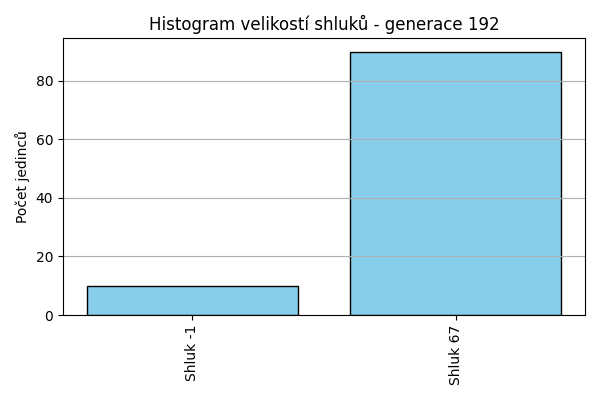 Histogram velikostí shluků - generace 192
Počet jedinců
80
60
40
20
0
Shluk -1
Shluk 67